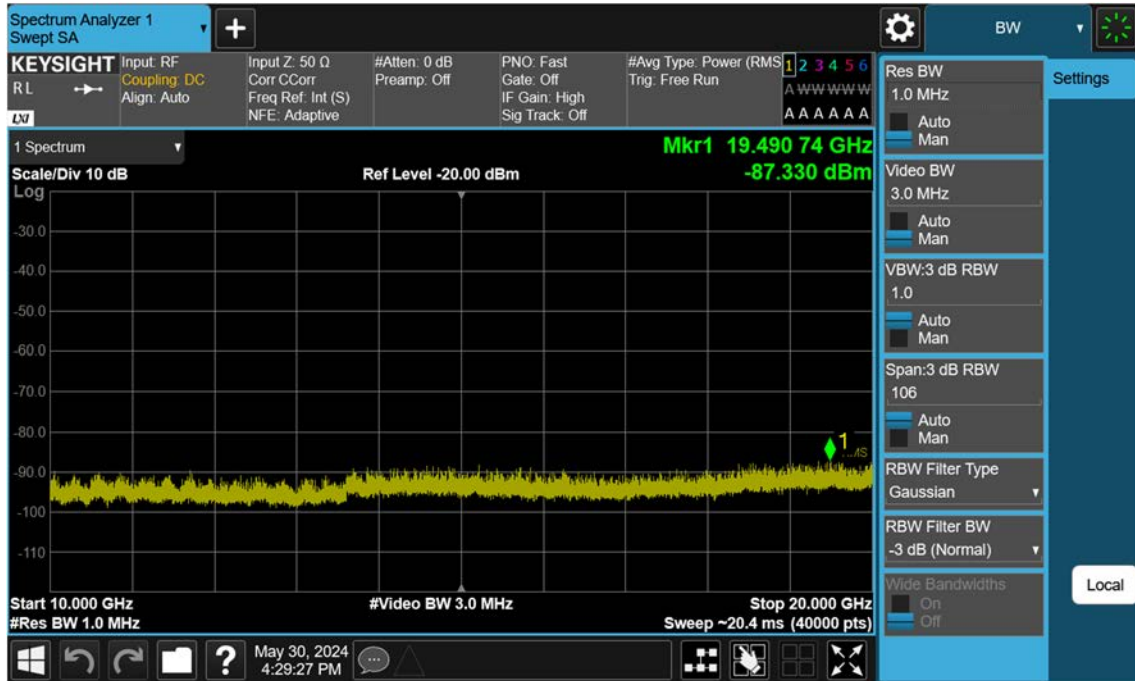 Spectrum Analyzer 1
Swept SA
BW
KEYSIGHT
R L
LXI
Input: RF
Coupling: DC
Align: Auto
Input Z: 50 Ω
Corr CCorr
Freq Ref: Int (S)
NFE: Adaptive
#Atten: 0 dB
Preamp: Off
PNO: Fast
Gate: Off
IF Gain: High
Sig Track: Off
#Avg Type: Power (RMS
Trig: Free Run
1 2 3 4 5 6
A W W W W W
A A A A A A
1 Spectrum
Mkr1 19.490 74 GHz
-87.330 dBm
Scale/Div 10 dB
Ref Level -20.00 dBm
Log
-30.0
-40.0
-50.0
-60.0
-70.0
-80.0
-90.0
-100
-110
1
Start 10.000 GHz
#Video BW 3.0 MHz
Stop 20.000 GHz
#Res BW 1.0 MHz
Sweep ~20.4 ms (40000 pts)
Res BW
1.0 MHz
Auto
Man
Video BW
3.0 MHz
Auto
Man
VBW:3 dB RBW
1.0
Auto
Man
Span:3 dB RBW
106
Auto
Man
RBW Filter Type
Gaussian
RBW Filter BW
-3 dB (Normal)
Wide Bandwidths
On
Off
Settings
Local
?
May 30, 2024
4:29:27 PM